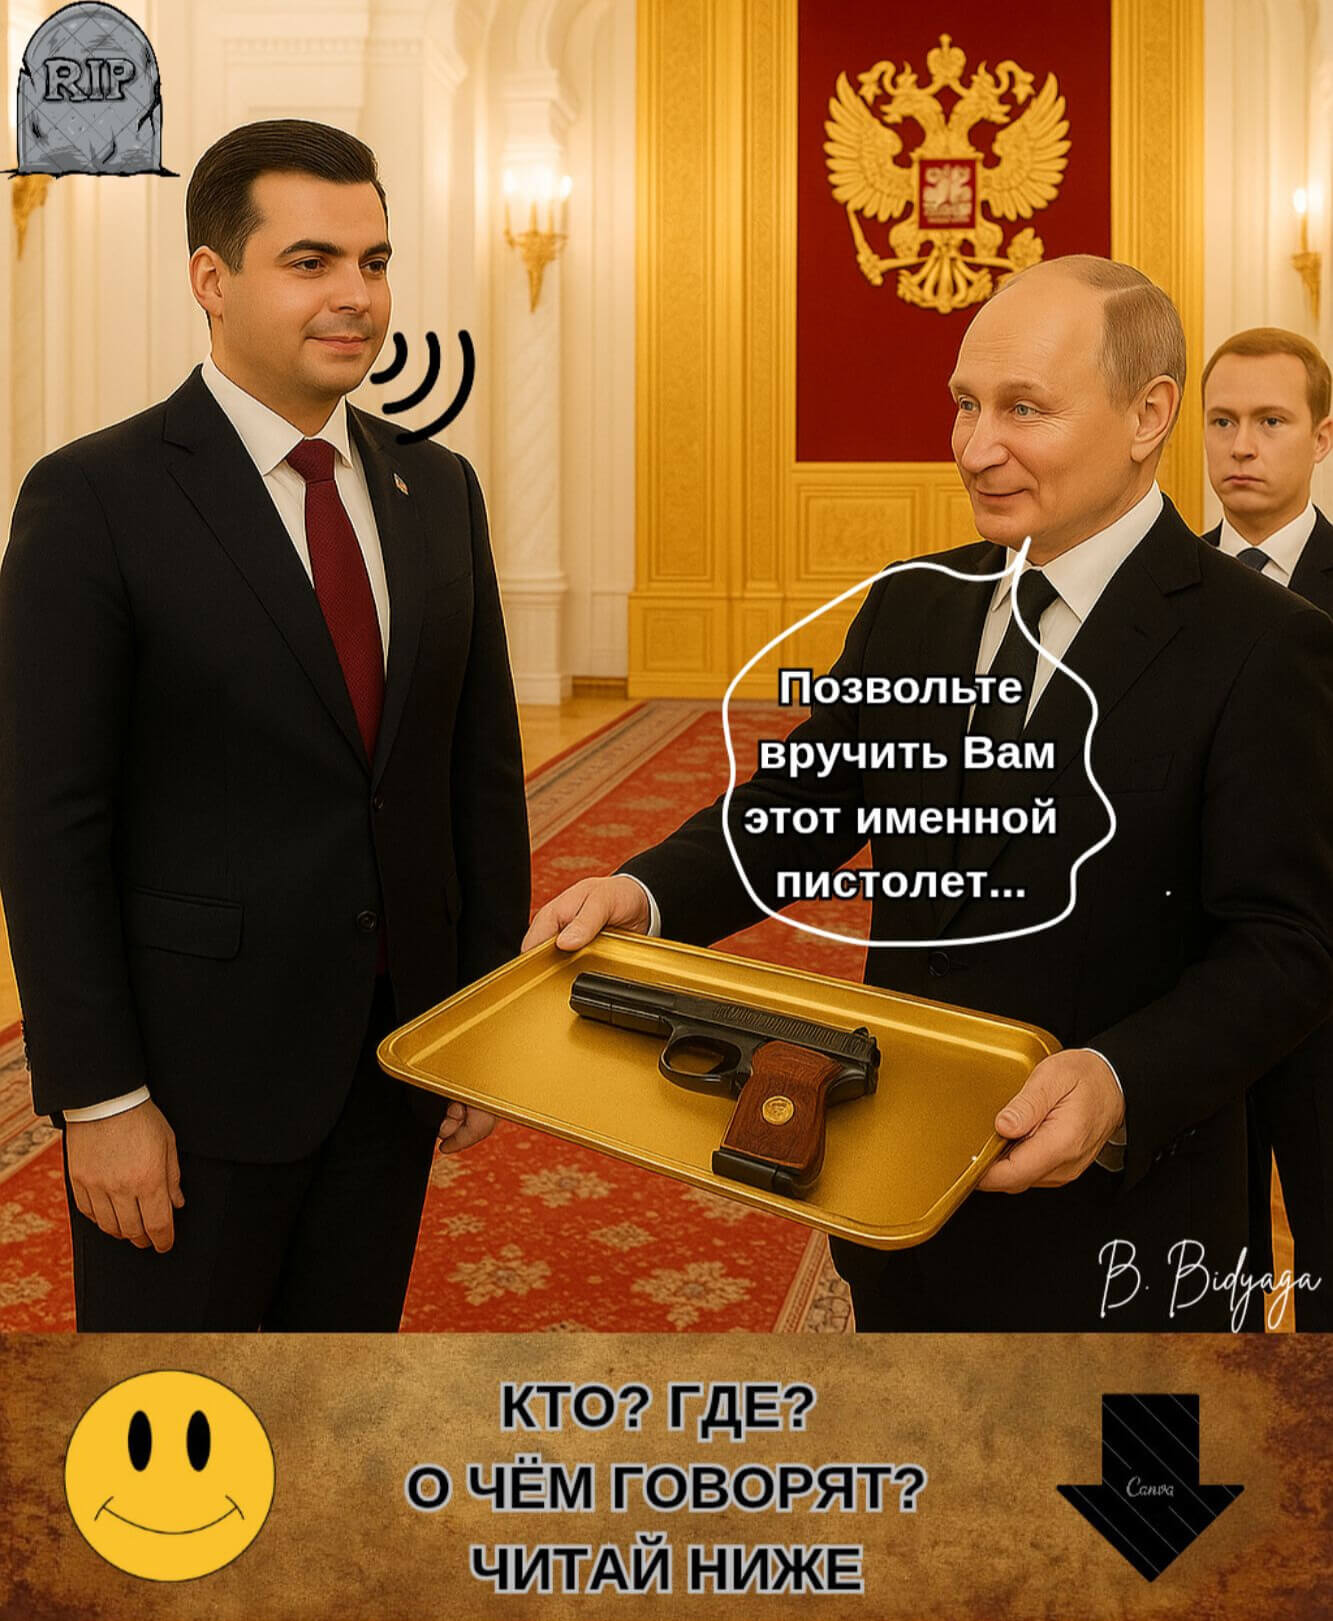 RIP
Позвольте
вручить Вам
этот именной
пистолет...
B. Bidyaga
КТО? ГДЕ?
О ЧЁМ ГОВОРЯТ?
Canva
ЧИТАЙ НИЖЕ